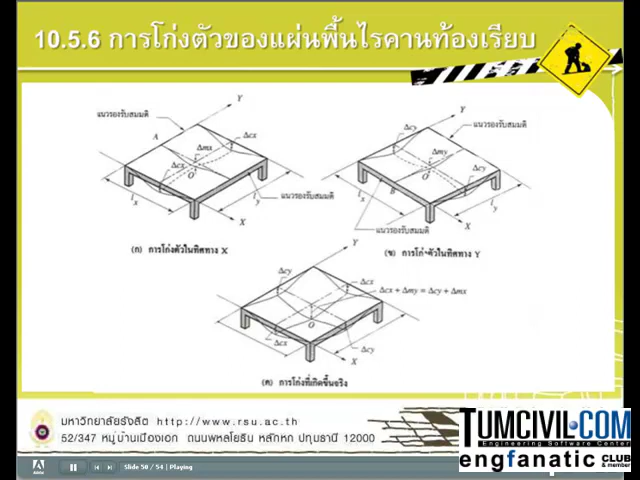 10.5.6 การโก่งตัวของแผ่นพื้นไร้คานท้องเรียบ
Y
แนวรองรับสมมติ
A
Δcx
Δmx
Δcx
O
lx
ly
แนวรองรับสมมติ
X
(ก) การโก่งตัวในทิศทาง X
Y
แนวรองรับสมมติ
Δcy
Δmy
Δcy
O
B
lx
ly
X
แนวรองรับสมมติ
(ข) การโก่งตัวในทิศทาง Y
Y
Δcy
Δcx
Δcx + Δmy = Δcy + Δmx
O
Δcx
Δcy
X
(ค) การโก่งที่เกิดขึ้นจริง
มหาวิทยาลัยรังสิต http://www.rsu.ac.th
52/347 หมู่บ้านเมืองเอก ถนนพหลโยธิน หลักหก ปทุมธานี 12000
TUMCIVIL.COM
Engineering Software Center
engfanatic CLUB
& member
Adobe
Slide 50 / 54 | Playing